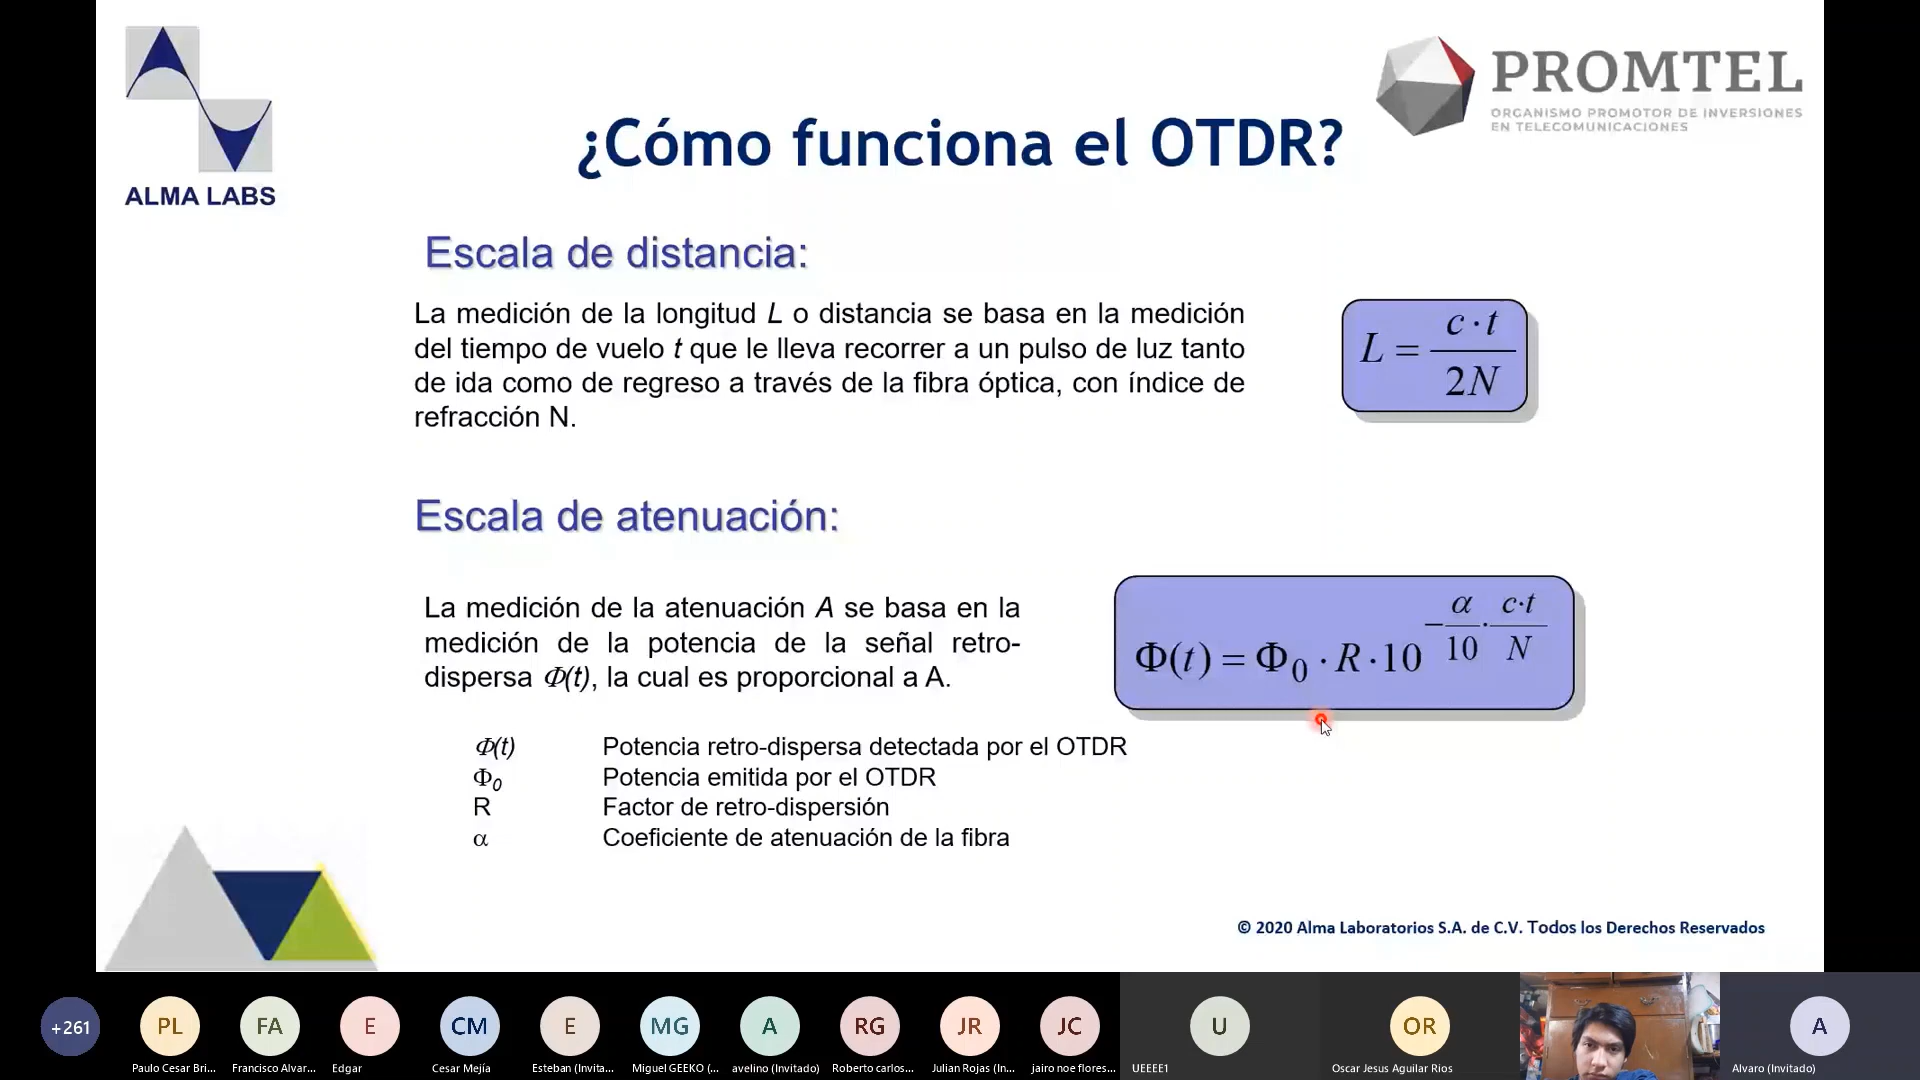 ALMA LABS
PROMTEL
ORGANISMO PROMOTOR DE INVERSIONES
EN TELECOMUNICACIONES
¿Cómo funciona el OTDR?
Escala de distancia:
La medición de la longitud L o distancia se basa en la medición
del tiempo de vuelo t que le lleva recorrer a un pulso de luz tanto
de ida como de regreso a través de la fibra óptica, con índice de
refracción N.
L = c·t / 2N
Escala de atenuación:
La medición de la atenuación A se basa en la
medición de la potencia de la señal retro-
dispersa Φ(t), la cual es proporcional a A.
Φ(t) = Φ₀ · R · 10^(−α/10 · c·t/N)
Φ(t) Potencia retro-dispersa detectada por el OTDR
Φ₀ Potencia emitida por el OTDR
R Factor de retro-dispersión
α Coeficiente de atenuación de la fibra
© 2020 Alma Laboratorios S.A. de C.V. Todos los Derechos Reservados
+261 PL FA E CM E MG A RG JR JC U OR A
Paulo Cesar Bri... Francisco Alvar... Edgar Cesar Mejía Esteban (Invita... Miguel GEEKO (... avelino (Invitado) Roberto carlos... Julian Rojas (In... jairo noe flores... UEEEE1 Oscar Jesus Aguilar Rios Alvaro (Invitado)